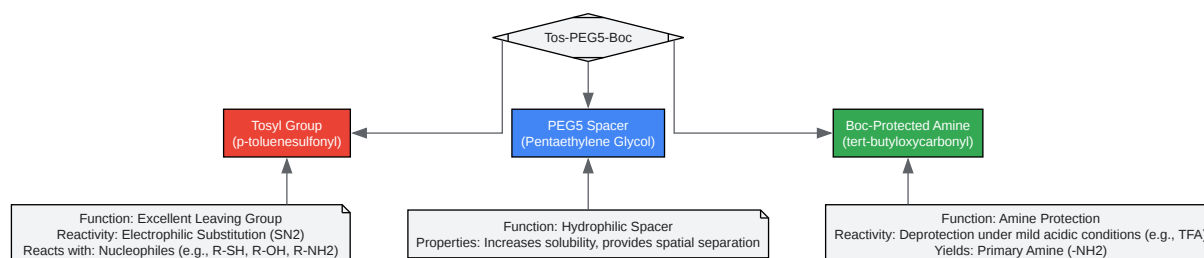 Tos-PEG5-Boc
Tosyl Group
(p-toluenesulfonyl)
PEG5 Spacer
(Pentaethylene Glycol)
Boc-Protected Amine
(tert-butyloxycarbonyl)
Function: Excellent Leaving Group
Reactivity: Electrophilic Substitution (SN2)
Reacts with: Nucleophiles (e.g., R-SH, R-OH, R-NH2)
Function: Hydrophilic Spacer
Properties: Increases solubility, provides spatial separation
Function: Amine Protection
Reactivity: Deprotection under mild acidic conditions (e.g., TFA)
Yields: Primary Amine (-NH2)